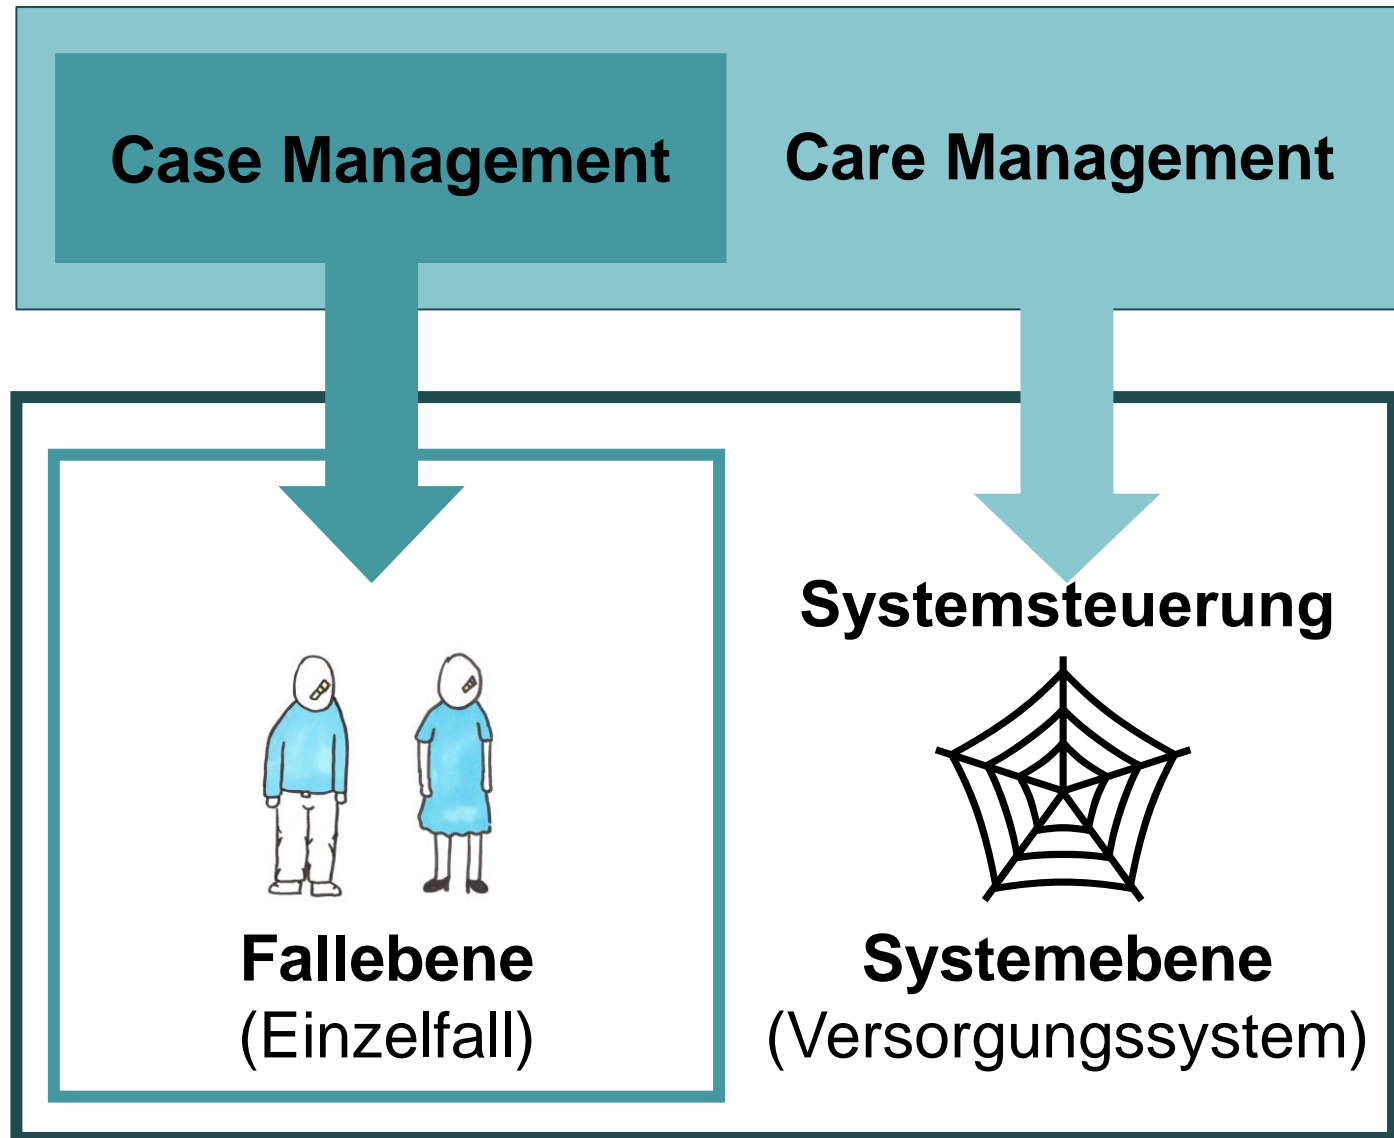 Case Management
Care Management
Systemsteuerung
Fallebene
(Einzelfall)
Systemebene
(Versorgungssystem)